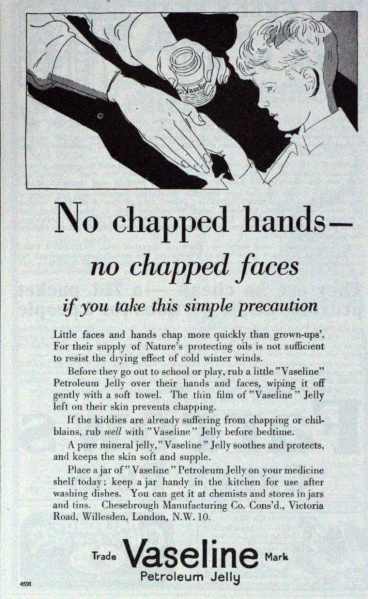 Vaseline
No chapped hands—
no chapped faces
if you take this simple precaution
Little faces and hands chap more quickly than grown-ups'.
For their supply of Nature's protecting oils is not sufficient
to resist the drying effect of cold winter winds.
Before they go out to school or play, rub a little "Vaseline"
Petroleum Jelly over their hands and faces, wiping it off
gently with a soft towel. The thin film of "Vaseline" Jelly
left on their skin prevents chapping.
If the kiddies are already suffering from chapping or chil-
blains, rub well with "Vaseline" Jelly before bedtime.
A pure mineral jelly, "Vaseline" Jelly soothes and protects,
and keeps the skin soft and supple.
Place a jar of "Vaseline" Petroleum Jelly on your medicine
shelf today; keep a jar handy in the kitchen for use after
washing dishes. You can get it at chemists and stores in jars
and tins. Chesebrough Manufacturing Co. Cons'd., Victoria
Road, Willesden, London, N.W. 10.
Trade Vaseline Mark
Petroleum Jelly